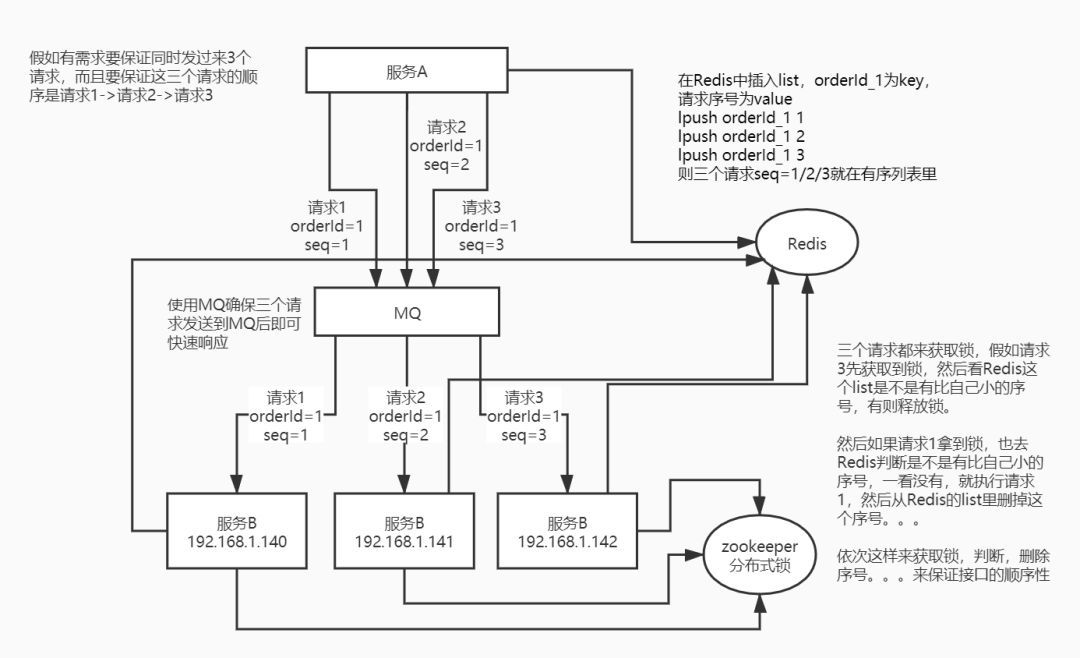 假如有需求要保证同时发过来3个
请求，而且要保证这三个请求的顺
序是请求1->请求2->请求3
服务A
在Redis中插入list，orderId_1为key，
请求序号为value
lpush orderId_1 1
lpush orderId_1 2
lpush orderId_1 3
则三个请求seq=1/2/3就在有序列表里
请求2
orderId=1
seq=2
请求1
orderId=1
seq=1
请求3
orderId=1
seq=3
Redis
使用MQ确保三个请
求发送到MQ后即可
快速响应
MQ
三个请求都来获取锁，假如请求
3先获取到锁，然后看Redis这
个list是不是有比自己小的序
号，有则释放锁。
然后如果请求1拿到锁，也去
Redis判断是不是有比自己小的
序号，一看没有，就执行请求
1，然后从Redis的list里删掉这
个序号。。。
依次这样来获取锁，判断，删除
序号。。。来保证接口的顺序性
请求1
orderId=1
seq=1
请求2
orderId=1
seq=2
请求3
orderId=1
seq=3
服务B
192.168.1.140
服务B
192.168.1.141
服务B
192.168.1.142
zookeeper
分布式锁